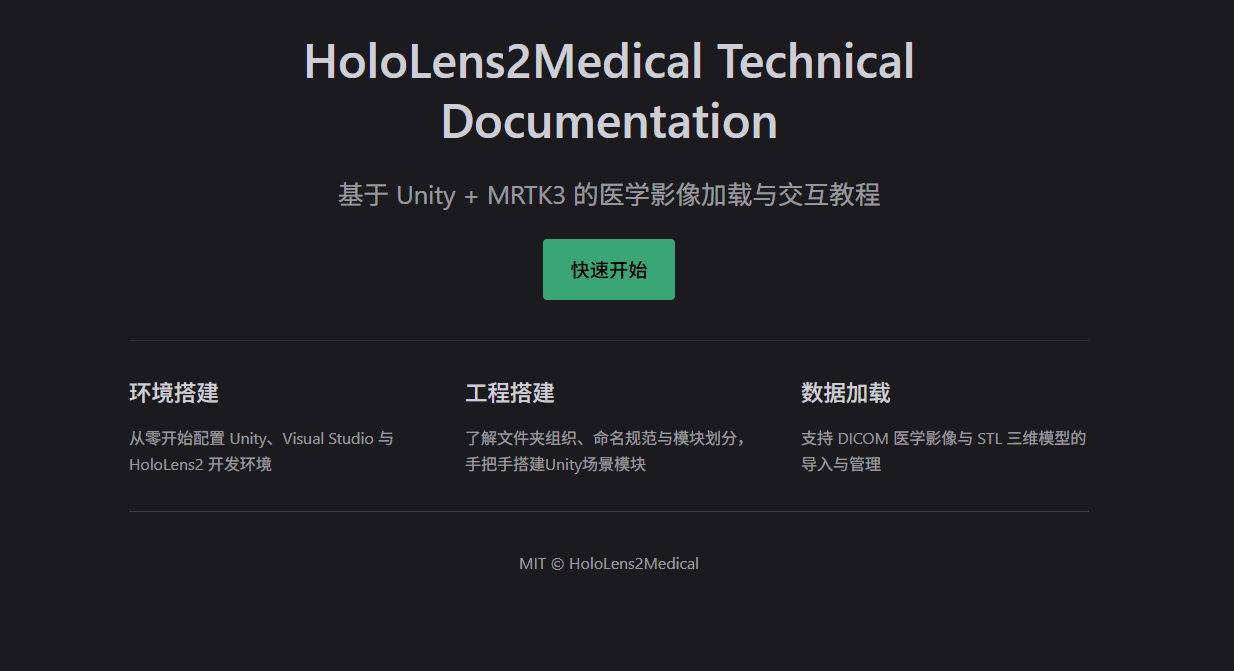 HoloLens2Medical Technical
Documentation
基于 Unity + MRTK3 的医学影像加载与交互教程
快速开始
环境搭建
从零开始配置 Unity、Visual Studio 与
HoloLens2 开发环境
工程搭建
了解文件夹组织、命名规范与模块划分，
手把手搭建Unity场景模块
数据加载
支持 DICOM 医学影像与 STL 三维模型的
导入与管理
MIT © HoloLens2Medical